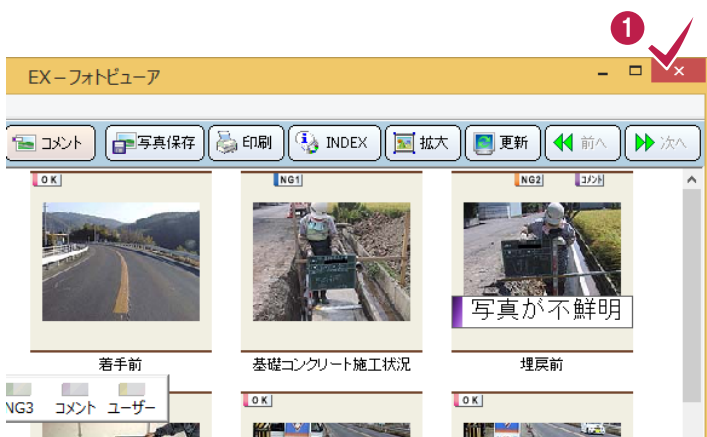 1
EX－フォトビューア
コメント 写真保存 印刷 INDEX 拡大 更新 前へ 次へ
OK NG1 NG2 コメント
写真が不鮮明
着手前 基礎コンクリート施工状況 埋戻前
NG3 コメント ユーザー
OK OK